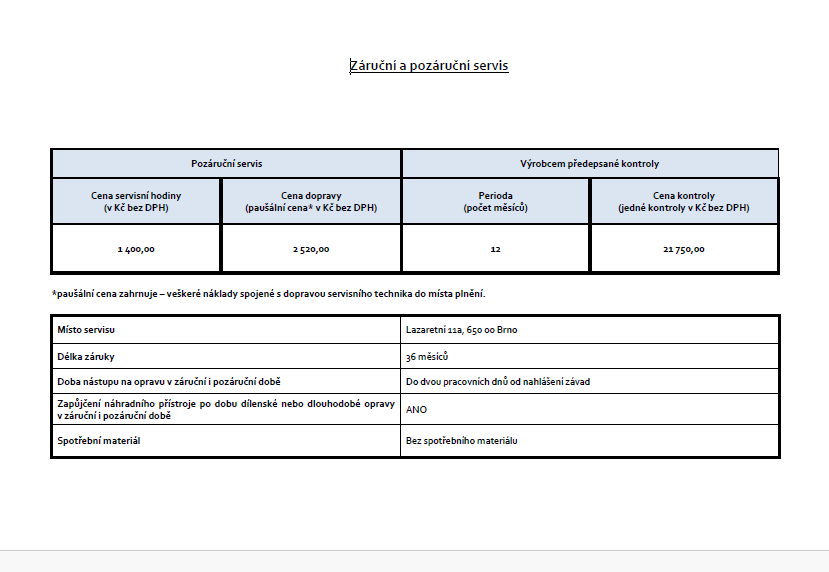 Záruční a pozáruční servis
Pozáruční servis
Výrobcem předepsané kontroly
Cena servisní hodiny
(v Kč bez DPH)
Cena dopravy
(paušální cena* v Kč bez DPH)
Perioda
(počet měsíců)
Cena kontroly
(jedné kontroly v Kč bez DPH)
1 400,00
2 520,00
12
21 750,00
*paušální cena zahrnuje – veškeré náklady spojené s dopravou servisního technika do místa plnění.
Místo servisu
Lazaretní 11a, 650 00 Brno
Délka záruky
36 měsíců
Doba nástupu na opravu v záruční i pozáruční době
Do dvou pracovních dnů od nahlášení závad
Zapůjčení náhradního přístroje po dobu dílenské nebo dlouhodobé opravy
v záruční i pozáruční době
ANO
Spotřební materiál
Bez spotřebního materiálu